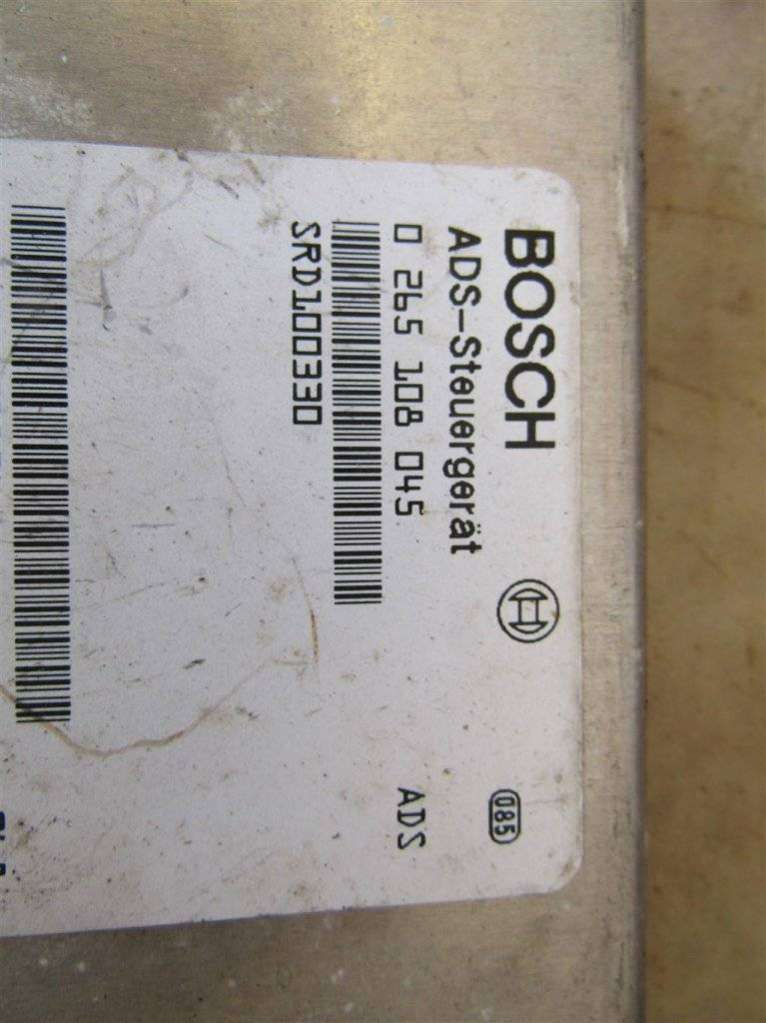 BOSCH
085
ADS-Steuergerät
0 265 108 045 ADS
SRD100330